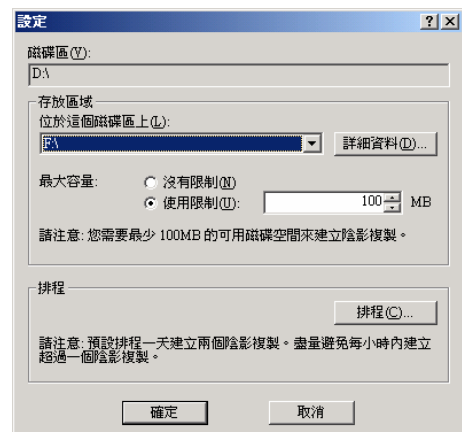 設定
磁碟區(V):
D:\
存放區域
位於這個磁碟區上(L):
F:\
詳細資料(D)...
最大容量:
沒有限制(N)
使用限制(U):
100
MB
請注意: 您需要最少 100MB 的可用磁碟空間來建立陰影複製。
排程
排程(C)...
請注意: 預設排程一天建立兩個陰影複製。盡量避免每小時內建立
超過一個陰影複製。
確定
取消